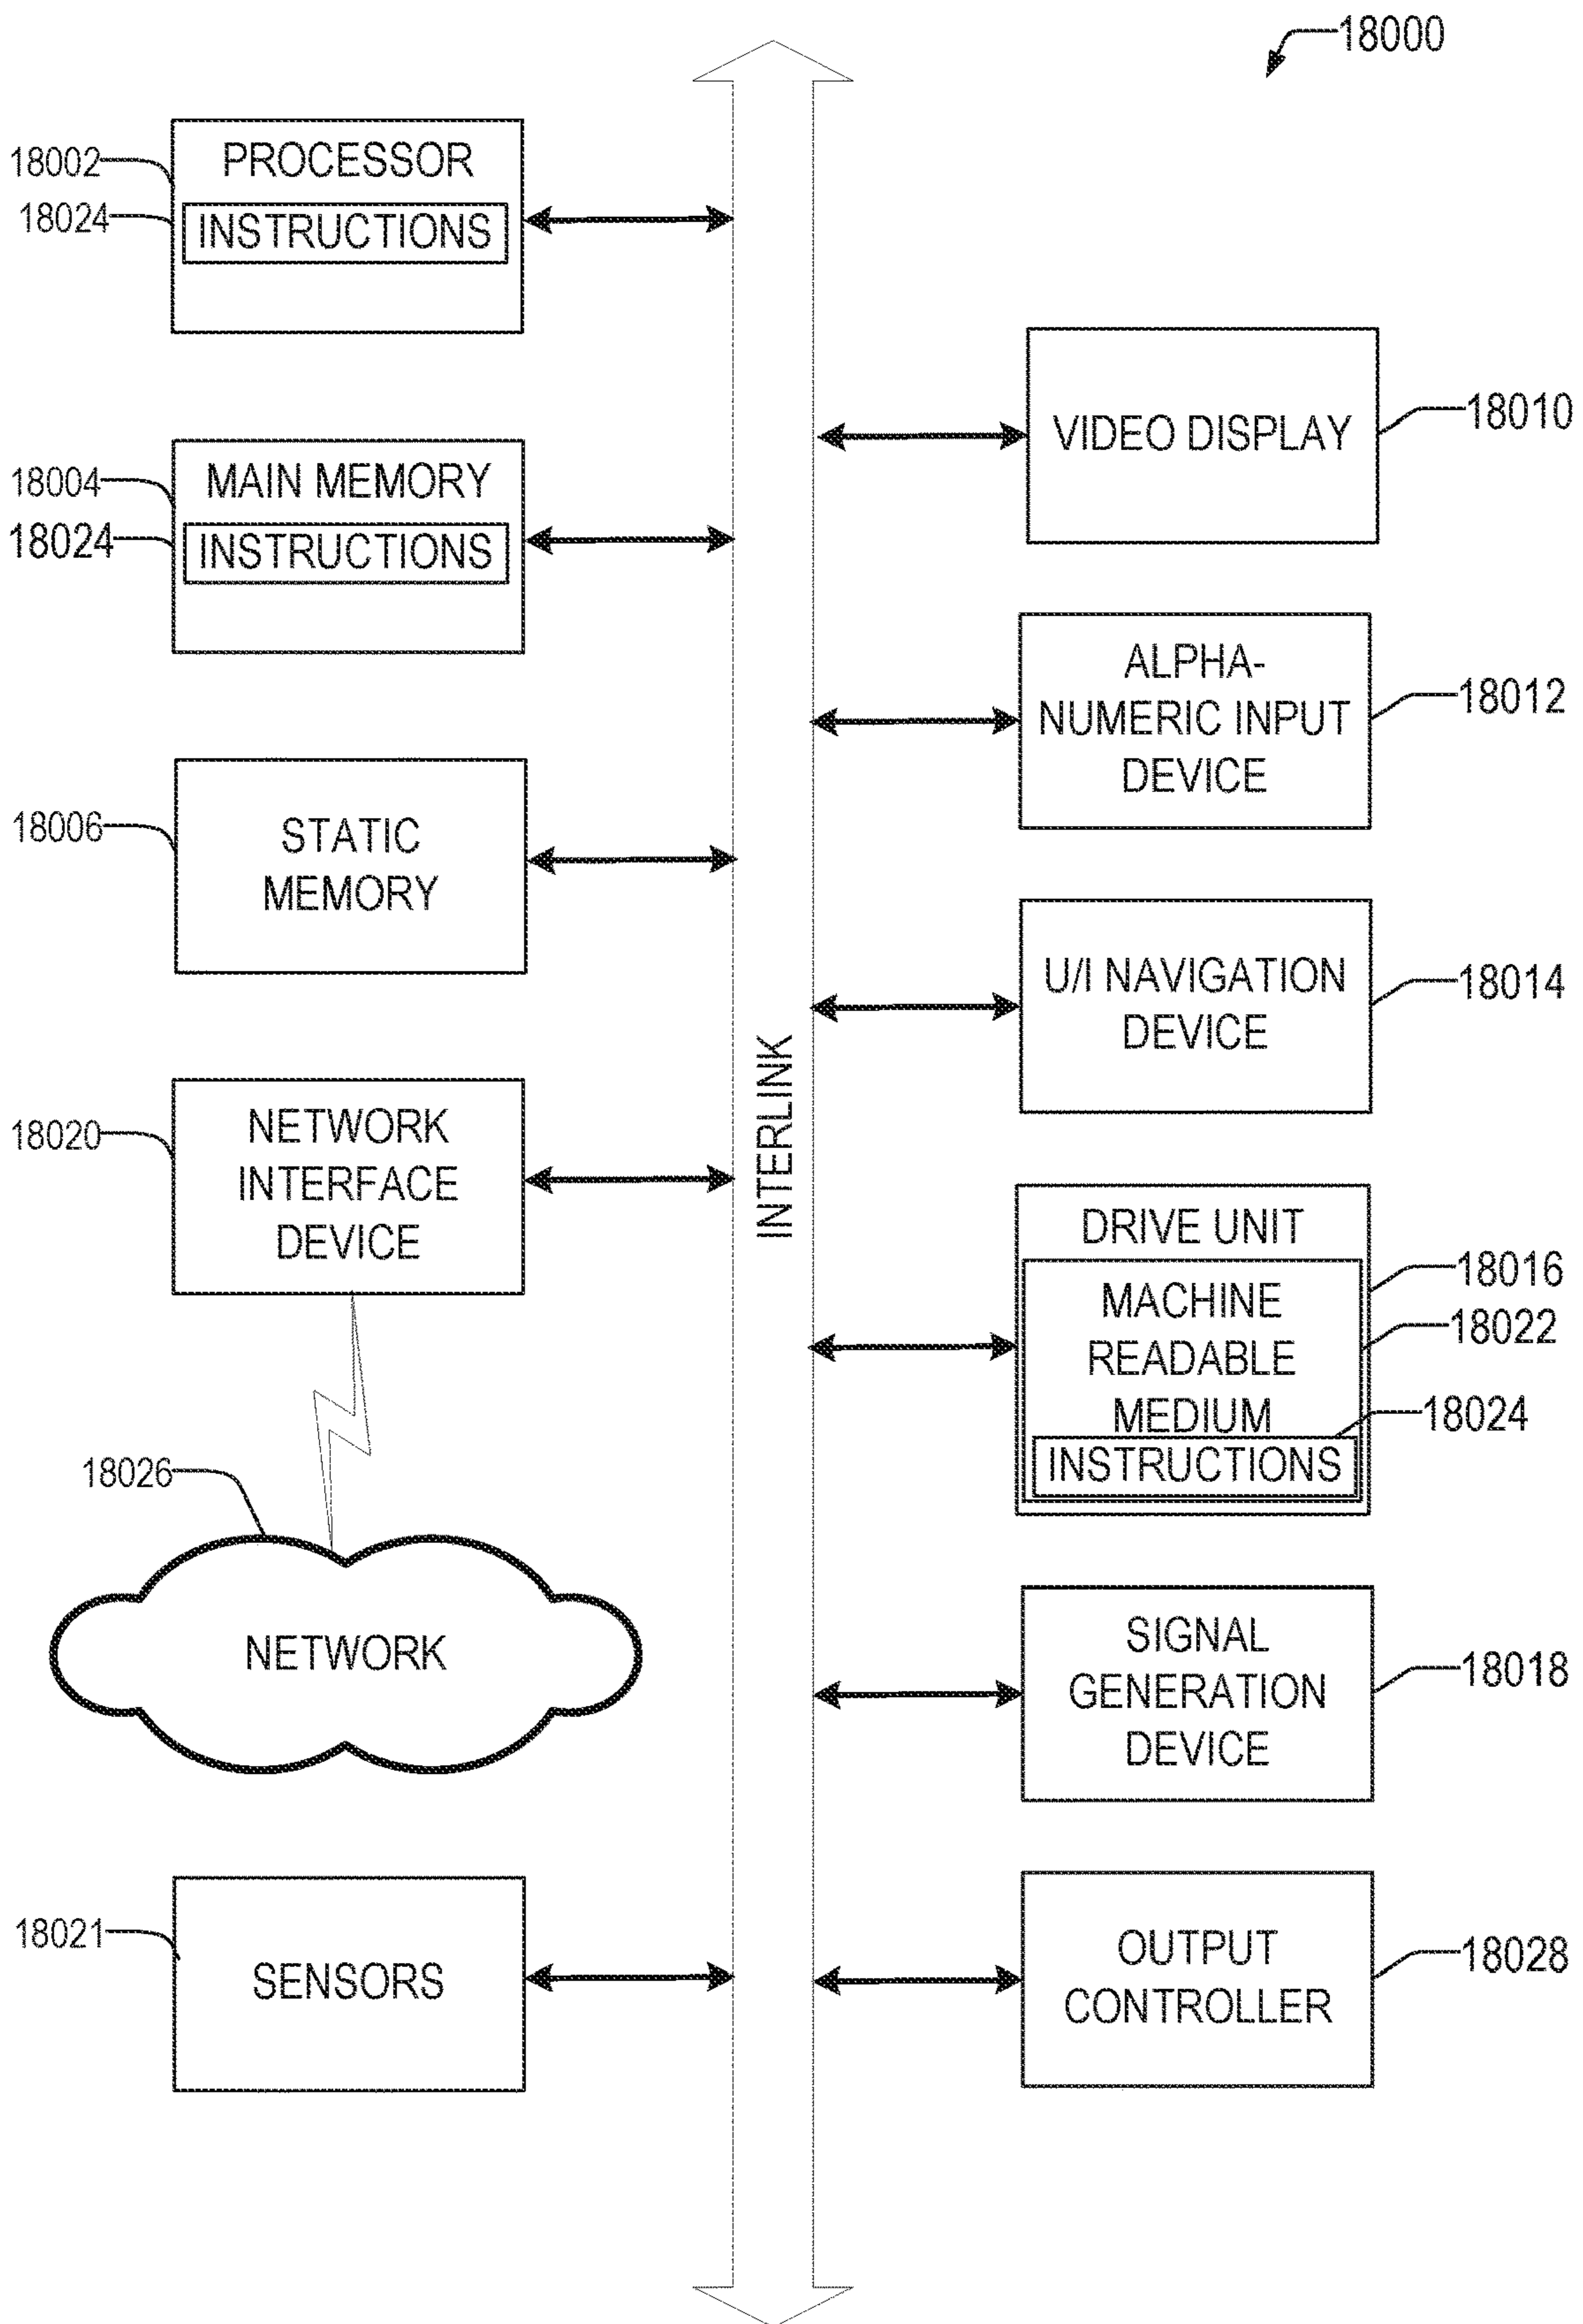 18000
18002
PROCESSOR
18024
INSTRUCTIONS
18004
MAIN MEMORY
18024
INSTRUCTIONS
18006
STATIC
MEMORY
18020
NETWORK
INTERFACE
DEVICE
18026
NETWORK
18021
SENSORS
INTERLINK
VIDEO DISPLAY
18010
ALPHA-
NUMERIC INPUT
DEVICE
18012
U/I NAVIGATION
DEVICE
18014
DRIVE UNIT
18016
MACHINE
READABLE
MEDIUM
18022
18024
INSTRUCTIONS
SIGNAL
GENERATION
DEVICE
18018
OUTPUT
CONTROLLER
18028